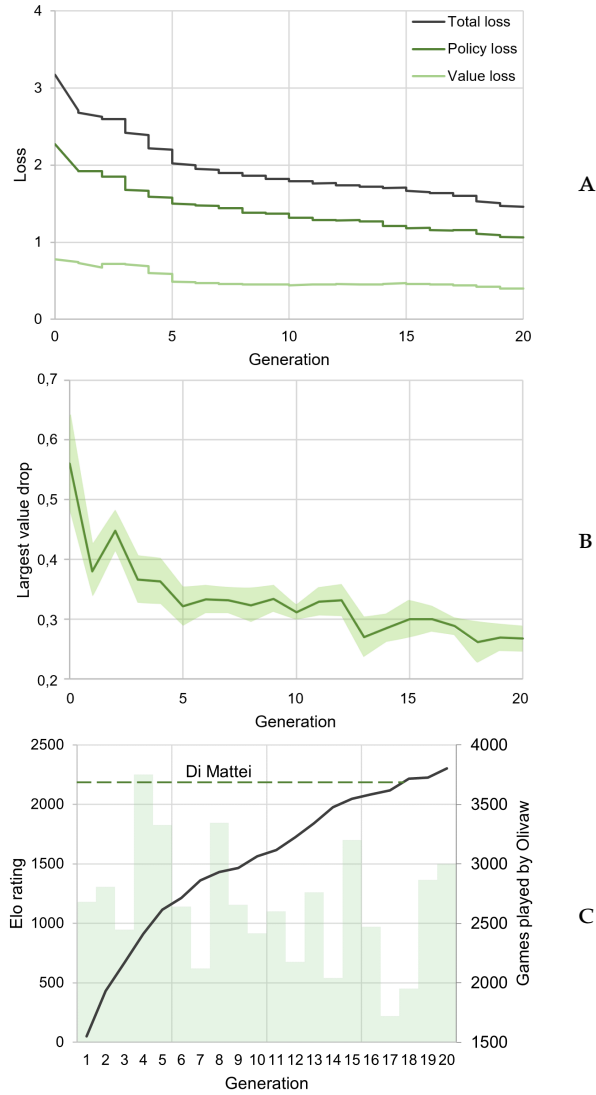 4
3
2
1
0
Loss
Total loss
Policy loss
Value loss
0 5 10 15 20
Generation
A
0,7
0,6
0,5
0,4
0,3
0,2
Largest value drop
0 5 10 15 20
Generation
B
2500
2000
1500
1000
500
0
Elo rating
Di Mattei
4000
3500
3000
2500
2000
1500
Games played by Olivaw
1 2 3 4 5 6 7 8 9 10 11 12 13 14 15 16 17 18 19 20
Generation
C